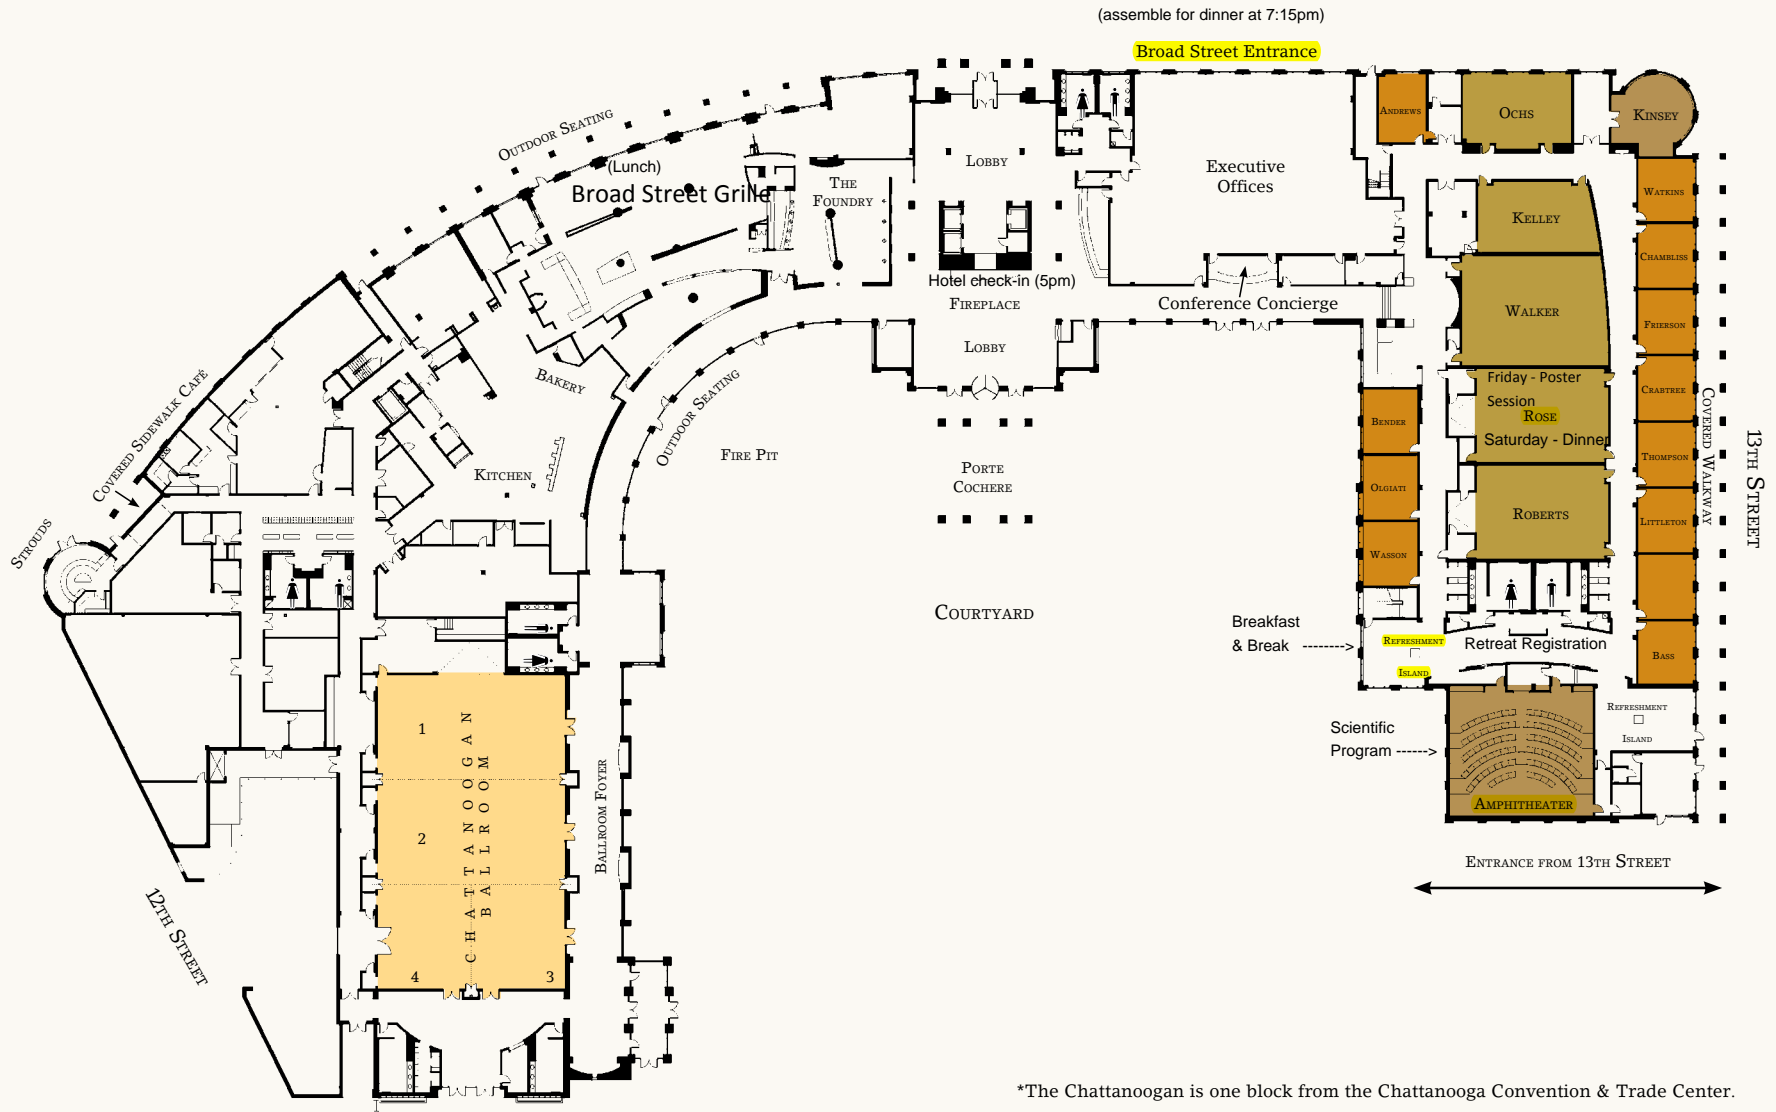 (assemble for dinner at 7:15pm)
Broad Street Entrance
Outdoor Seating
(Lunch)
Broad Street Grille
The
Foundry
Lobby
Executive
Offices
Andrews
Ochs
Kinsey
Watkins
Kelley
Chambliss
Hotel check-in (5pm)
Fireplace
Conference Concierge
Walker
Frierson
Lobby
Bakery
Outdoor Seating
Covered Sidewalk Café
Friday - Poster
Session
Rose
Saturday - Dinner
Crabtree
Covered Walkway
13th Street
Bender
Fire Pit
Thompson
Kitchen
Porte
Cochere
Olgiati
Roberts
Littleton
Strouds
Wasson
Courtyard
Breakfast
& Break -------->
Refreshment
Island
Retreat Registration
Bass
Refreshment
Island
Scientific
Program ------>
Amphitheater
1
2
Chattanoogan
Ballroom
4
3
Ballroom Foyer
12th Street
Entrance from 13th Street
*The Chattanoogan is one block from the Chattanooga Convention & Trade Center.